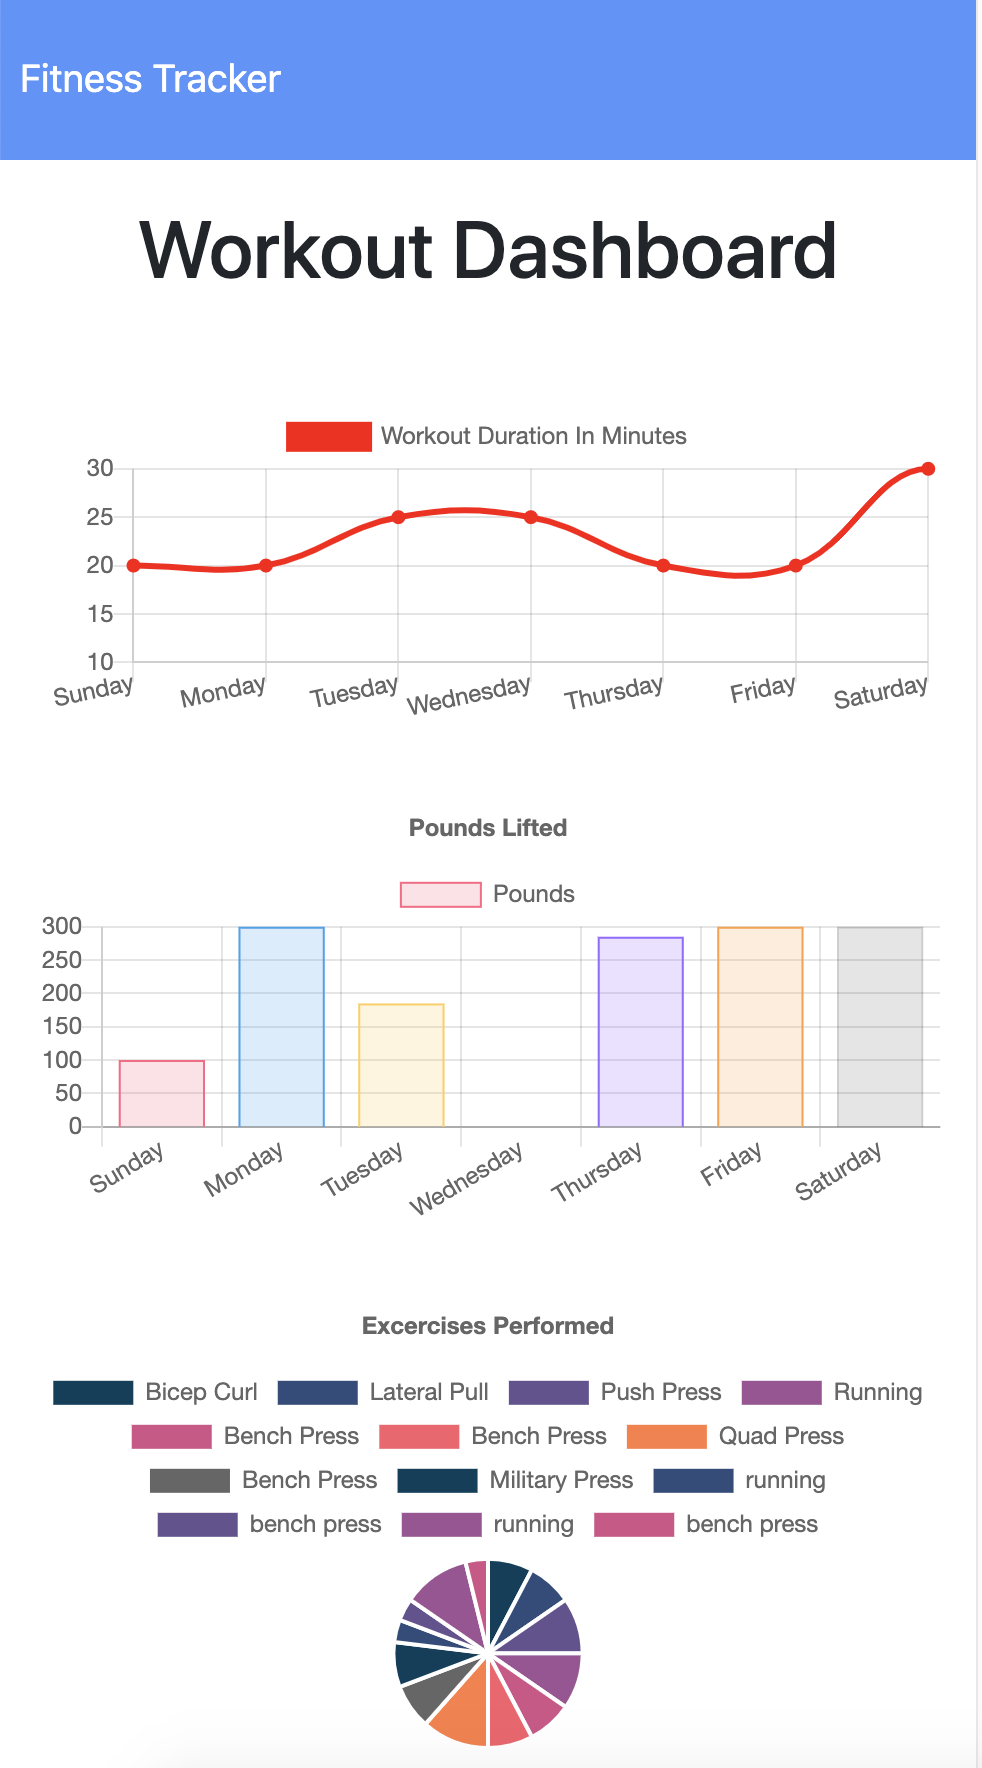 Fitness Tracker
Workout Dashboard
Workout Duration In Minutes
30
25
20
15
10
Sunday Monday Tuesday Wednesday Thursday Friday Saturday
Pounds Lifted
Pounds
300
250
200
150
100
50
0
Sunday Monday Tuesday Wednesday Thursday Friday Saturday
Excercises Performed
Bicep Curl Lateral Pull Push Press Running
Bench Press Bench Press Quad Press
Bench Press Military Press running
bench press running bench press